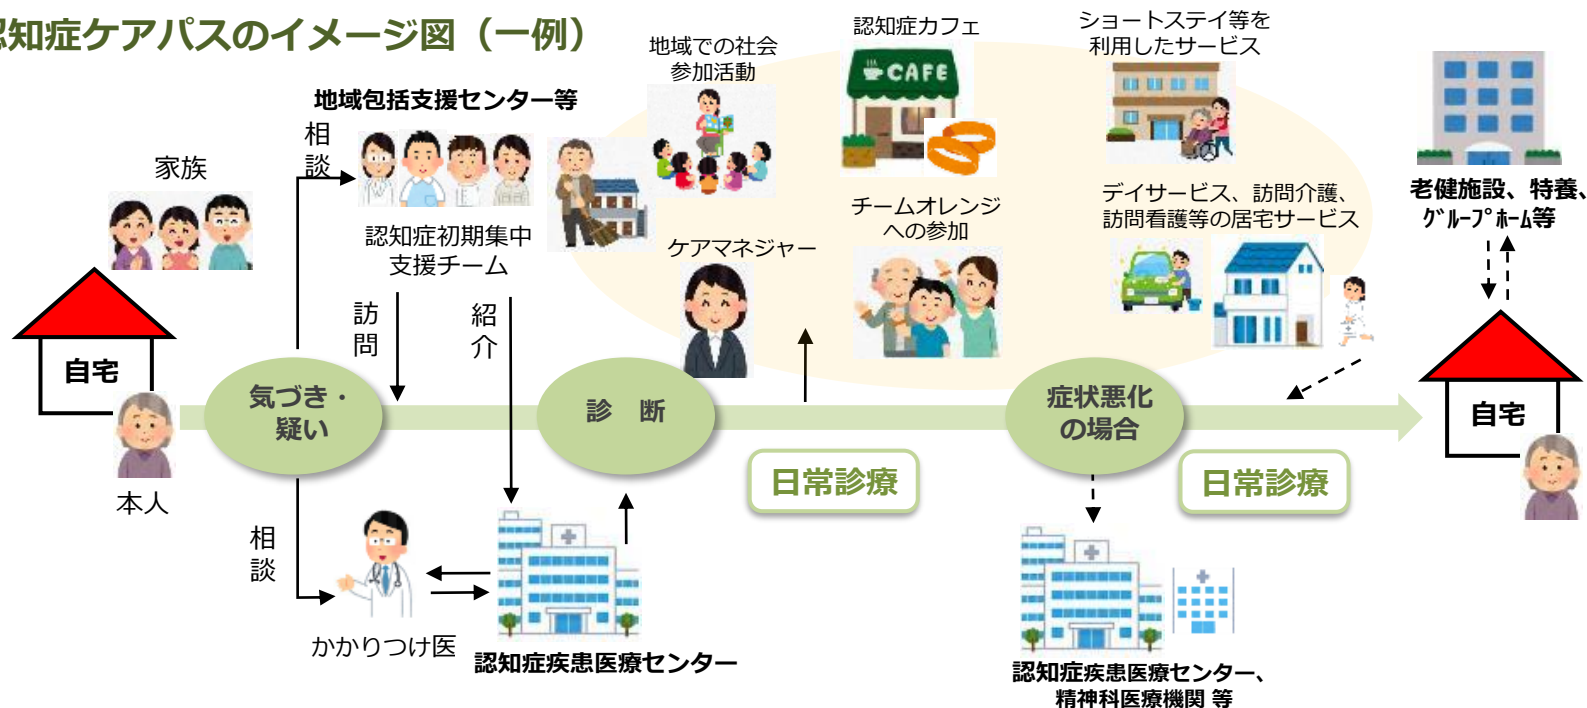 認知症ケアパスのイメージ図（一例）
地域包括支援センター等
相談
家族
認知症初期集中
支援チーム
訪問
紹介
地域での社会
参加活動
認知症カフェ
CAFE
ショートステイ等を
利用したサービス
ケアマネジャー
チームオレンジ
への参加
デイサービス、訪問介護、
訪問看護等の居宅サービス
老健施設、特養、
ｸﾞﾙｰﾌﾟﾎｰﾑ等
自宅
本人
気づき・
疑い
診　断
症状悪化
の場合
自宅
日常診療
日常診療
相談
かかりつけ医
認知症疾患医療センター
認知症疾患医療センター、
精神科医療機関 等